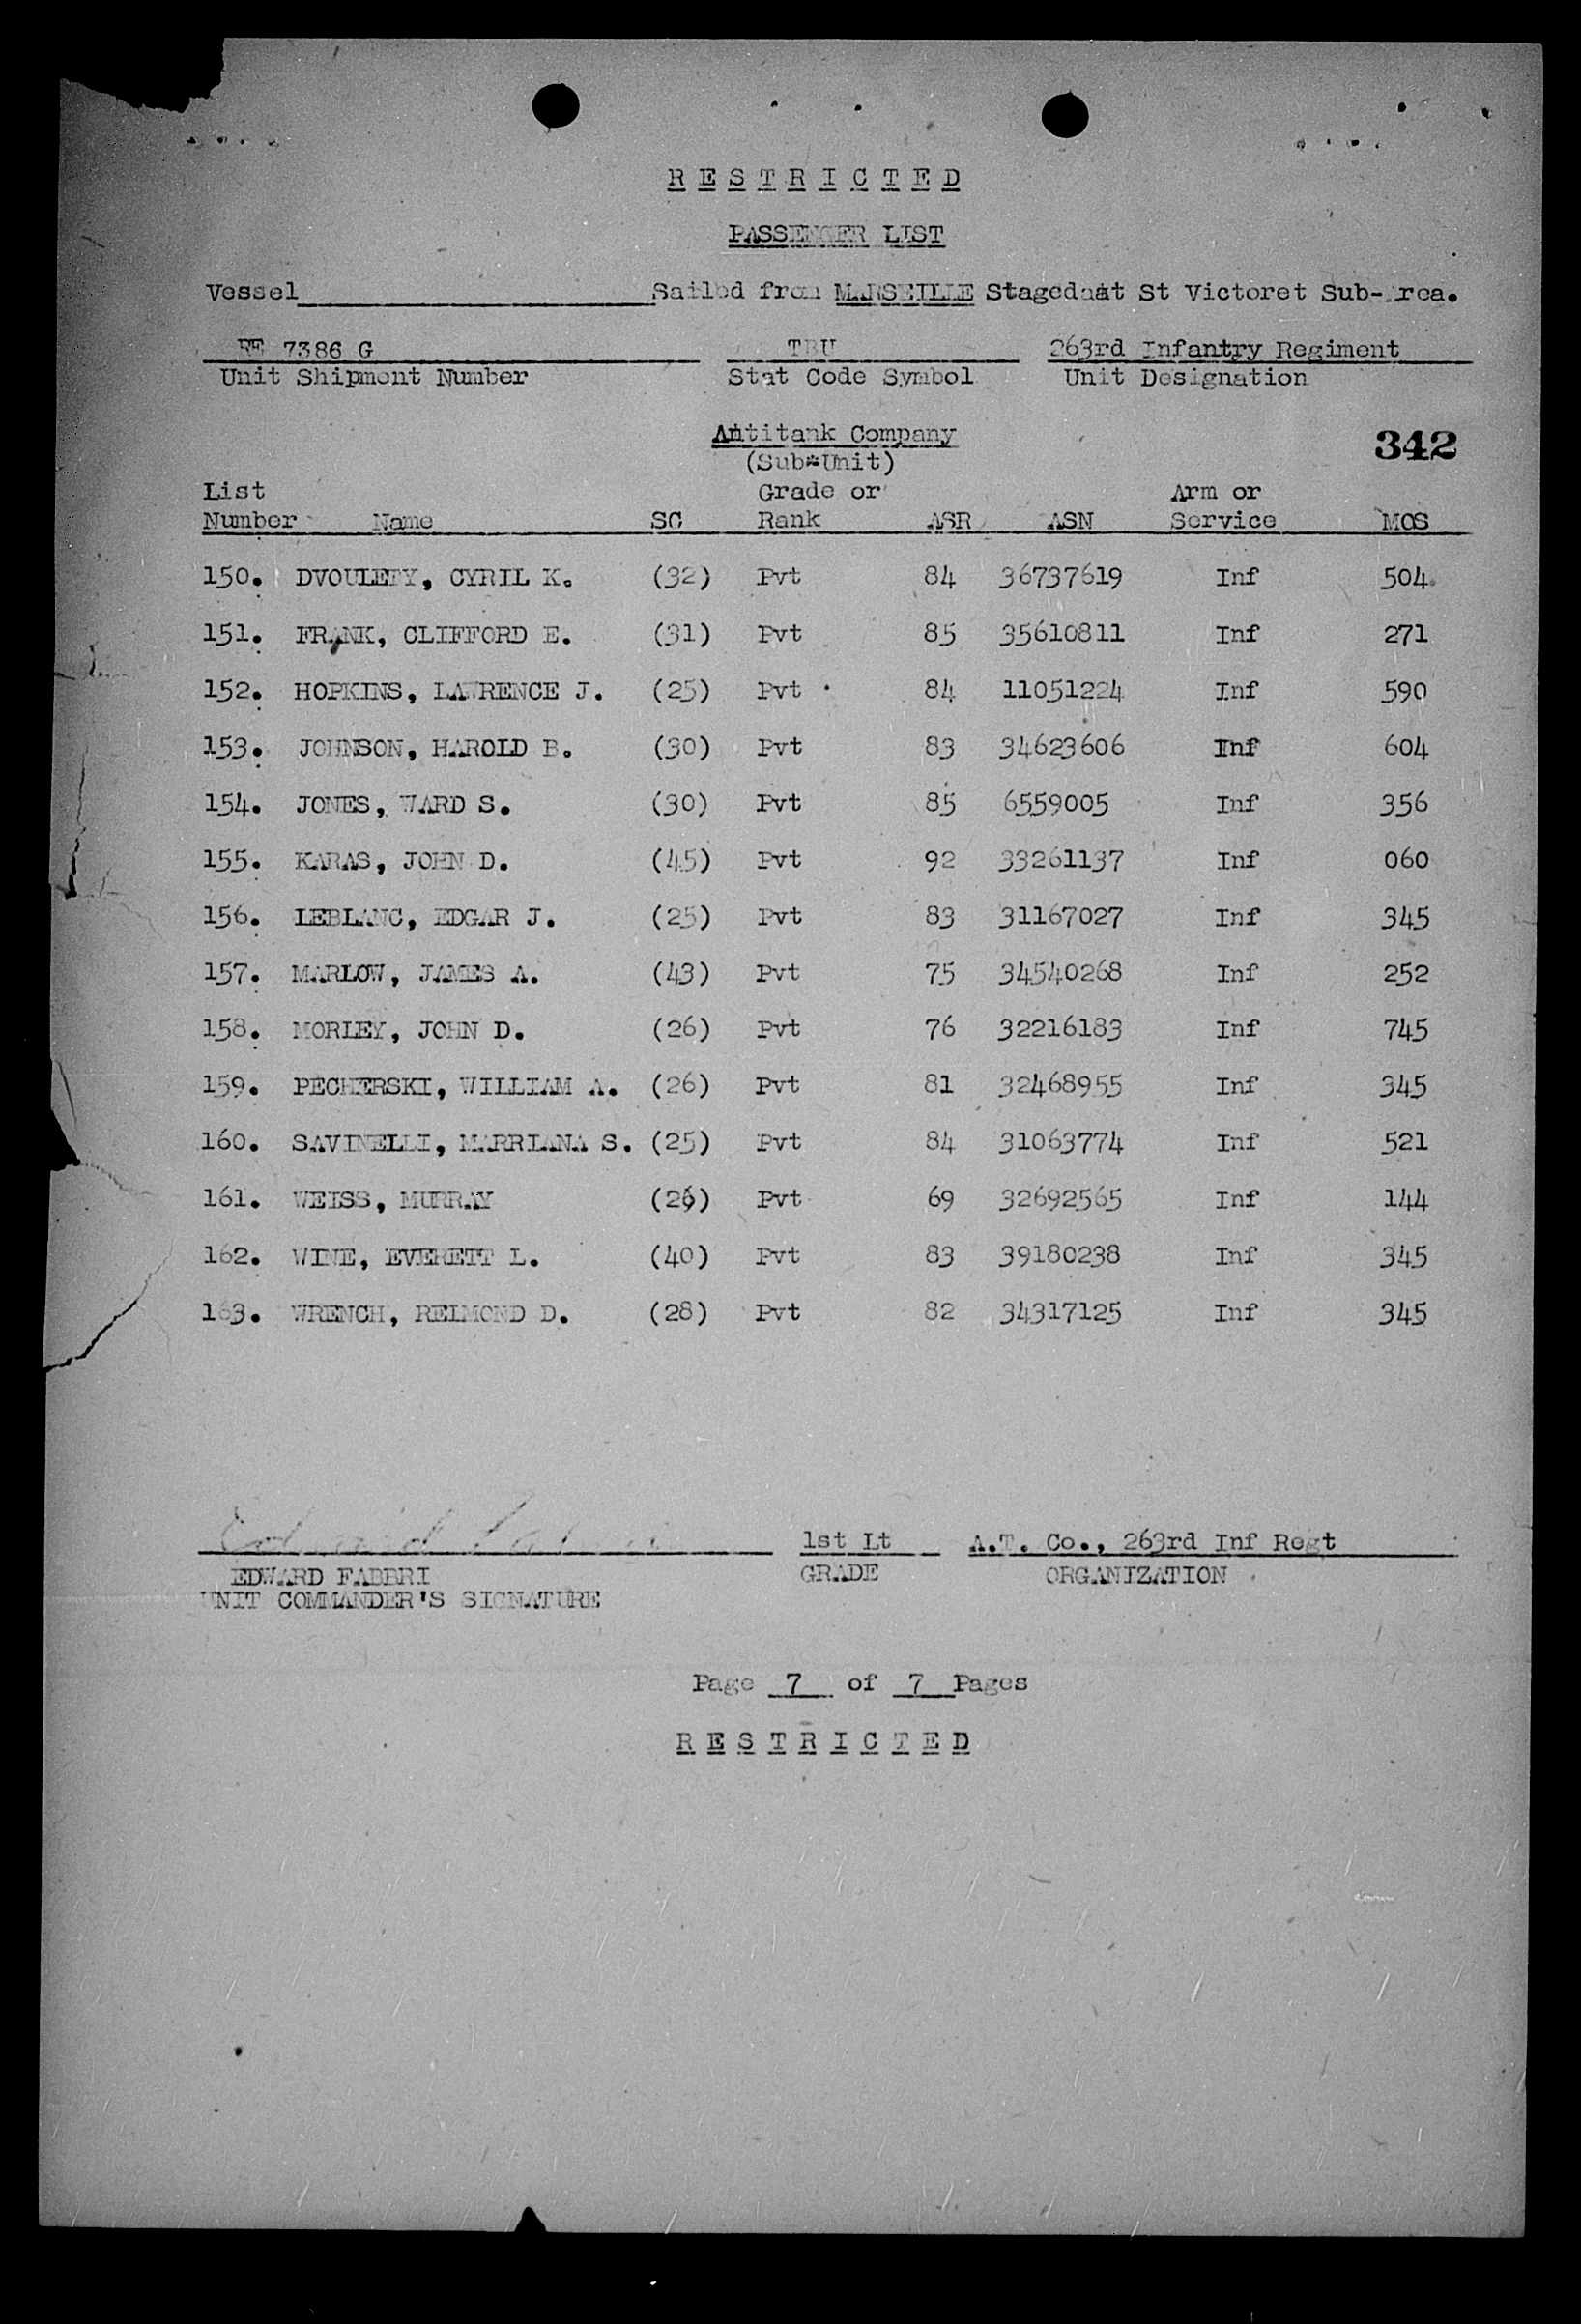 RESTRICTED
PASSENGER LIST
Vessel Sailed from MARSEILLE Staged at St Victoret Sub-Area.
RE 7386 G TBU 263rd Infantry Regiment
Unit Shipment Number Stat Code Symbol Unit Designation
Antitank Company 342
(Sub*Unit)
List Grade or Arm or
Number Name SC Rank ASR ASN Service MOS
150. CYRIL K. (32) Pvt 84 36737619 Inf 504
151. FRANK, CLIFFORD E. (31) Pvt 85 35610811 Inf 271
152. HOPKINS, LAWRENCE J. (25) Pvt 84 11051224 Inf 590
153. JOHNSON, HAROLD B. (30) Pvt 83 34623606 Inf 604
154. JONES, WARD S. (30) Pvt 85 6559005 Inf 356
155. KARAS, JOHN D. (45) Pvt 92 33261137 Inf 060
156. LEBLANC, EDGAR J. (25) Pvt 83 31167027 Inf 345
157. MARLOW, JAMES A. (43) Pvt 75 34540268 Inf 252
158. MORLEY, JOHN D. (26) Pvt 76 32216183 Inf 745
159. PECHERSKI, WILLIAM A. (26) Pvt 81 32468955 Inf 345
160. SAVINELLI, MARRIANA S. (25) Pvt 84 31063774 Inf 521
161. WEISS, MURRAY (26) Pvt 69 32692565 Inf 144
162. WINE, EVERETT L. (40) Pvt 83 39180238 Inf 345
163. WRENCH, RELMOND D. (28) Pvt 82 34317125 Inf 345
Edward Fabbri 1st Lt A.T. Co., 263rd Inf Regt
EDWARD FABBRI GRADE ORGANIZATION
UNIT COMMANDER'S SIGNATURE
Page 7 of 7 Pages
RESTRICTED